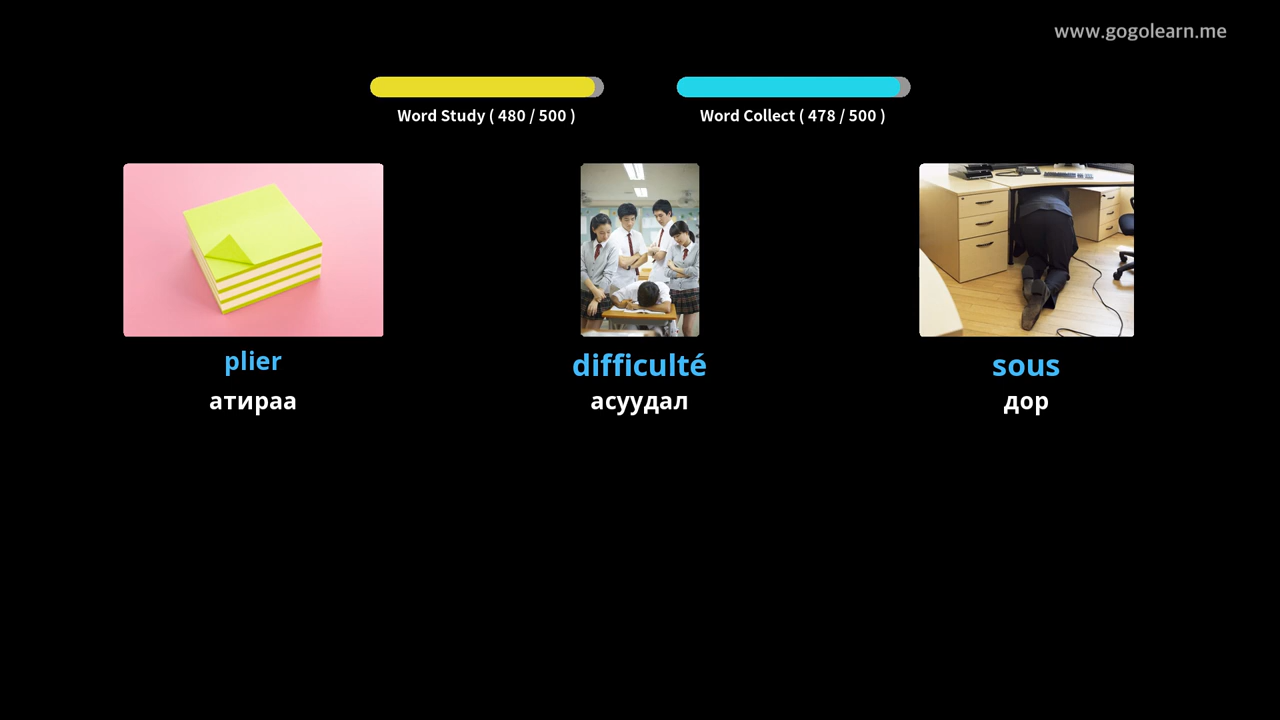 www.gogolearn.me
Word Study ( 480 / 500 )
Word Collect ( 478 / 500 )
plier
атираа
difficulté
асуудал
sous
дор